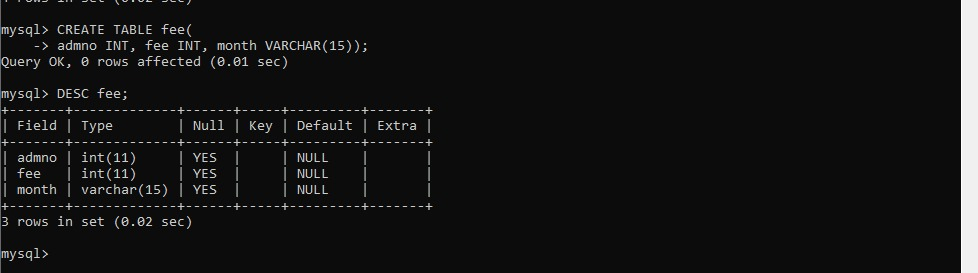 4 rows in set (0.02 sec)
mysql> CREATE TABLE fee(
    -> admno INT, fee INT, month VARCHAR(15));
Query OK, 0 rows affected (0.01 sec)
mysql> DESC fee;
+-------+-------------+------+-----+---------+-------+
| Field | Type        | Null | Key | Default | Extra |
+-------+-------------+------+-----+---------+-------+
| admno | int(11)     | YES  |     | NULL    |       |
| fee   | int(11)     | YES  |     | NULL    |       |
| month | varchar(15) | YES  |     | NULL    |       |
+-------+-------------+------+-----+---------+-------+
3 rows in set (0.02 sec)
mysql>